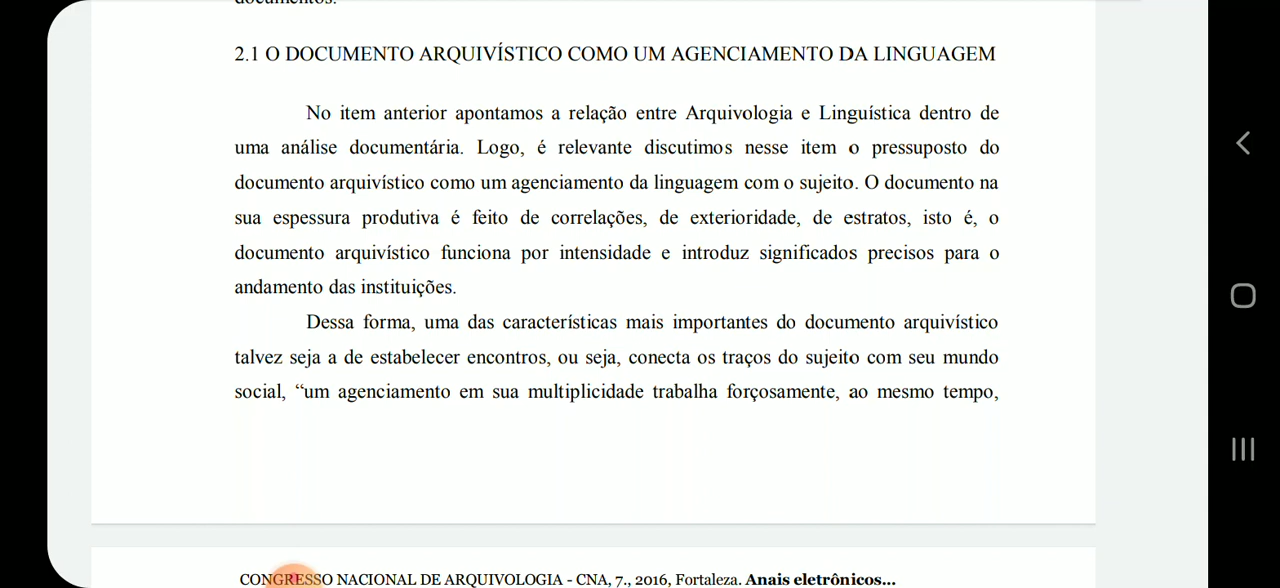 documentos.
2.1 O DOCUMENTO ARQUIVÍSTICO COMO UM AGENCIAMENTO DA LINGUAGEM
No item anterior apontamos a relação entre Arquivologia e Linguística dentro de
uma análise documentária. Logo, é relevante discutimos nesse item o pressuposto do
documento arquivístico como um agenciamento da linguagem com o sujeito. O documento na
sua espessura produtiva é feito de correlações, de exterioridade, de estratos, isto é, o
documento arquivístico funciona por intensidade e introduz significados precisos para o
andamento das instituições.
Dessa forma, uma das características mais importantes do documento arquivístico
talvez seja a de estabelecer encontros, ou seja, conecta os traços do sujeito com seu mundo
social, “um agenciamento em sua multiplicidade trabalha forçosamente, ao mesmo tempo,
CONGRESSO NACIONAL DE ARQUIVOLOGIA - CNA, 7., 2016, Fortaleza. Anais eletrônicos...